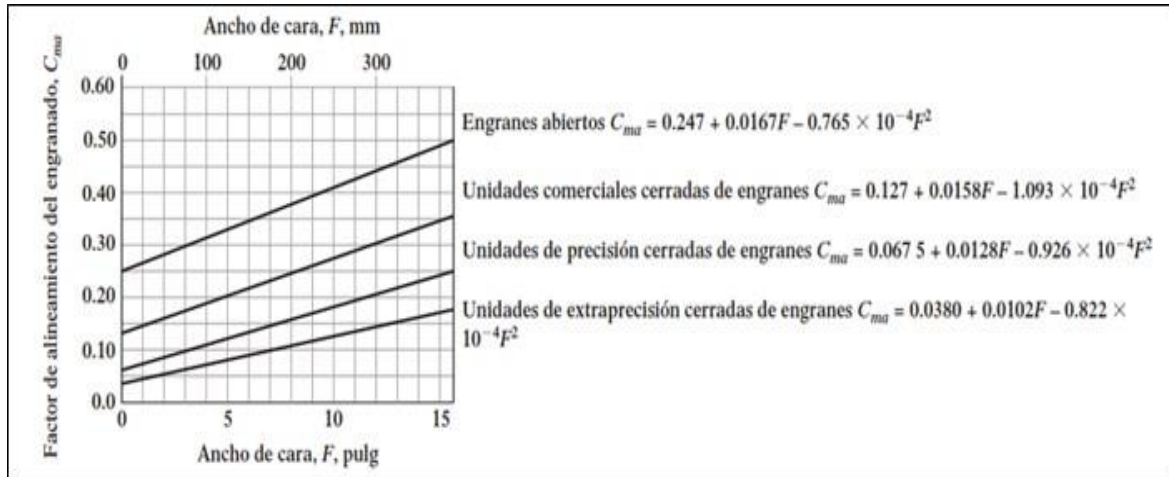 Ancho de cara, F, mm
0 100 200 300
Factor de alineamiento del engranado, Cma
0.60
0.50
0.40
0.30
0.20
0.10
0.0
Engranes abiertos Cma = 0.247 + 0.0167F – 0.765 × 10⁻⁴F²
Unidades comerciales cerradas de engranes Cma = 0.127 + 0.0158F – 1.093 × 10⁻⁴F²
Unidades de precisión cerradas de engranes Cma = 0.067 5 + 0.0128F – 0.926 × 10⁻⁴F²
Unidades de extraprecisión cerradas de engranes Cma = 0.0380 + 0.0102F – 0.822 ×
10⁻⁴F²
0 5 10 15
Ancho de cara, F, pulg